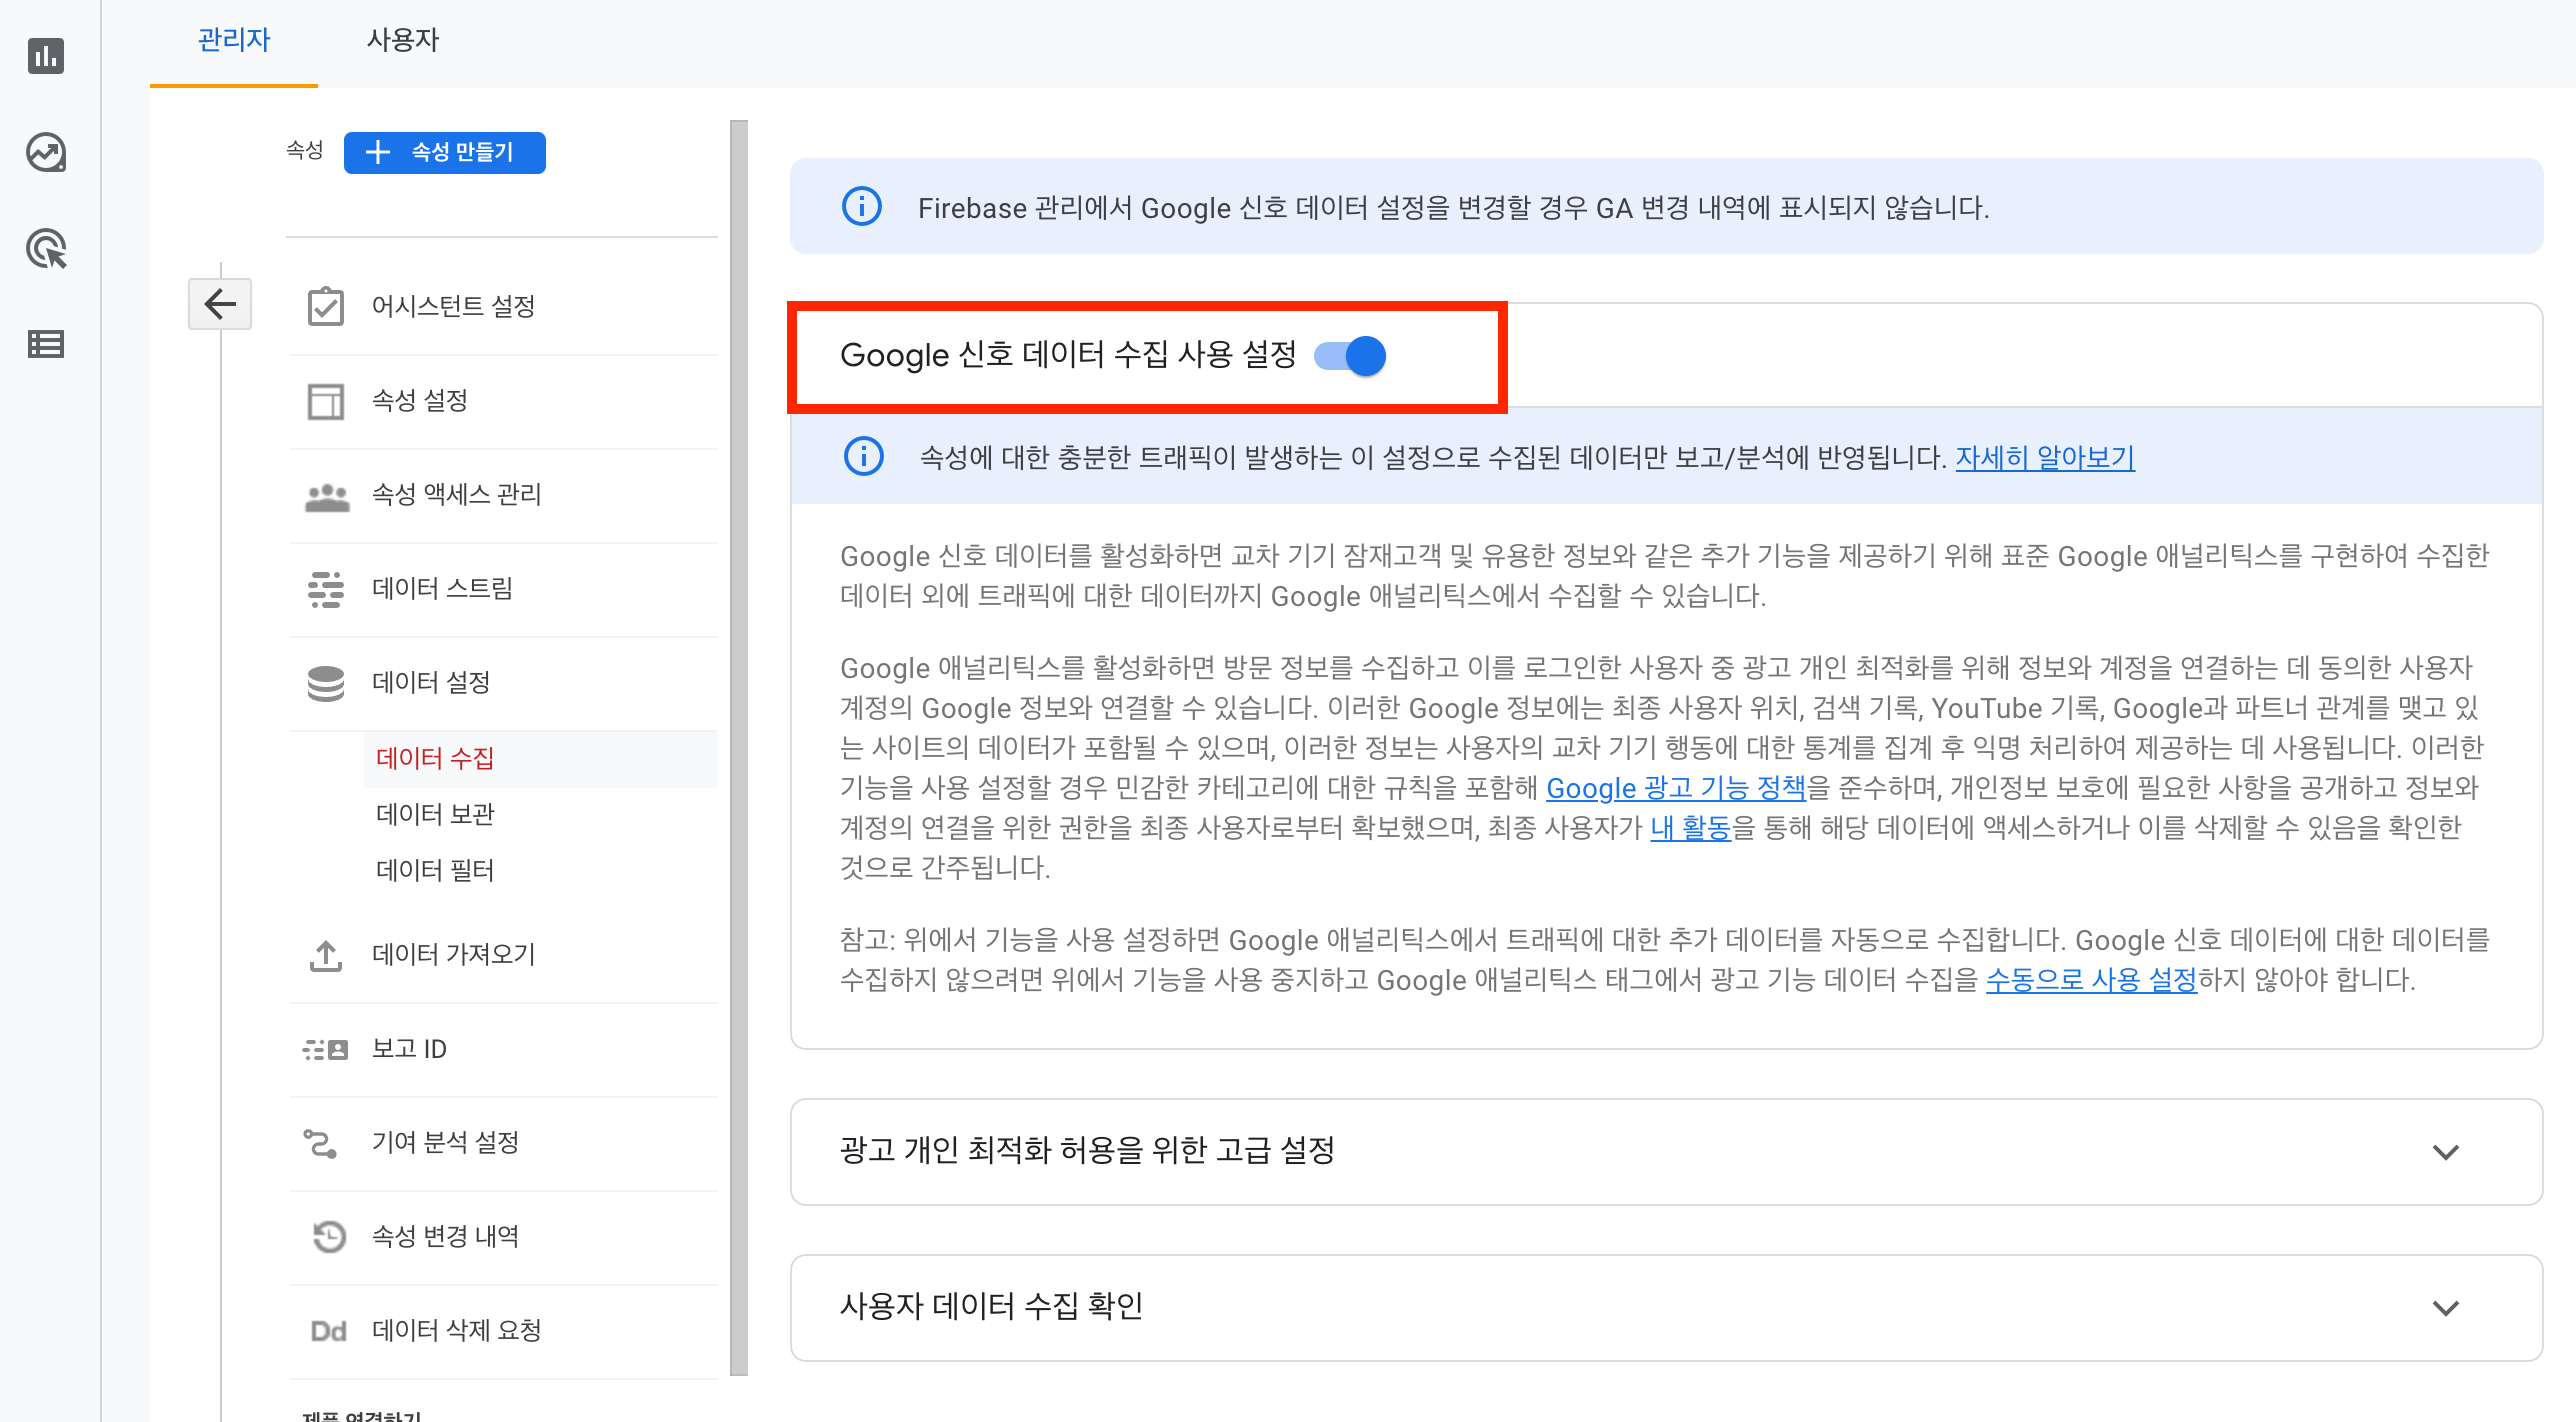 관리자
사용자
속성
속성 만들기
어시스턴트 설정
속성 설정
속성 액세스 관리
데이터 스트림
데이터 설정
데이터 수집
데이터 보관
데이터 필터
데이터 가져오기
보고 ID
기여 분석 설정
속성 변경 내역
Dd 데이터 삭제 요청
제품 연결하기
Firebase 관리에서 Google 신호 데이터 설정을 변경할 경우 GA 변경 내역에 표시되지 않습니다.
Google 신호 데이터 수집 사용 설정
속성에 대한 충분한 트래픽이 발생하는 이 설정으로 수집된 데이터만 보고/분석에 반영됩니다. 자세히 알아보기
Google 신호 데이터를 활성화하면 교차 기기 잠재고객 및 유용한 정보와 같은 추가 기능을 제공하기 위해 표준 Google 애널리틱스를 구현하여 수집한
데이터 외에 트래픽에 대한 데이터까지 Google 애널리틱스에서 수집할 수 있습니다.
Google 애널리틱스를 활성화하면 방문 정보를 수집하고 이를 로그인한 사용자 중 광고 개인 최적화를 위해 정보와 계정을 연결하는 데 동의한 사용자
계정의 Google 정보와 연결할 수 있습니다. 이러한 Google 정보에는 최종 사용자 위치, 검색 기록, YouTube 기록, Google과 파트너 관계를 맺고 있
는 사이트의 데이터가 포함될 수 있으며, 이러한 정보는 사용자의 교차 기기 행동에 대한 통계를 집계 후 익명 처리하여 제공하는 데 사용됩니다. 이러한
기능을 사용 설정할 경우 민감한 카테고리에 대한 규칙을 포함해 Google 광고 기능 정책을 준수하며, 개인정보 보호에 필요한 사항을 공개하고 정보와
계정의 연결을 위한 권한을 최종 사용자로부터 확보했으며, 최종 사용자가 내 활동을 통해 해당 데이터에 액세스하거나 이를 삭제할 수 있음을 확인한
것으로 간주됩니다.
참고: 위에서 기능을 사용 설정하면 Google 애널리틱스에서 트래픽에 대한 추가 데이터를 자동으로 수집합니다. Google 신호 데이터에 대한 데이터를
수집하지 않으려면 위에서 기능을 사용 중지하고 Google 애널리틱스 태그에서 광고 기능 데이터 수집을 수동으로 사용 설정하지 않아야 합니다.
광고 개인 최적화 허용을 위한 고급 설정
사용자 데이터 수집 확인